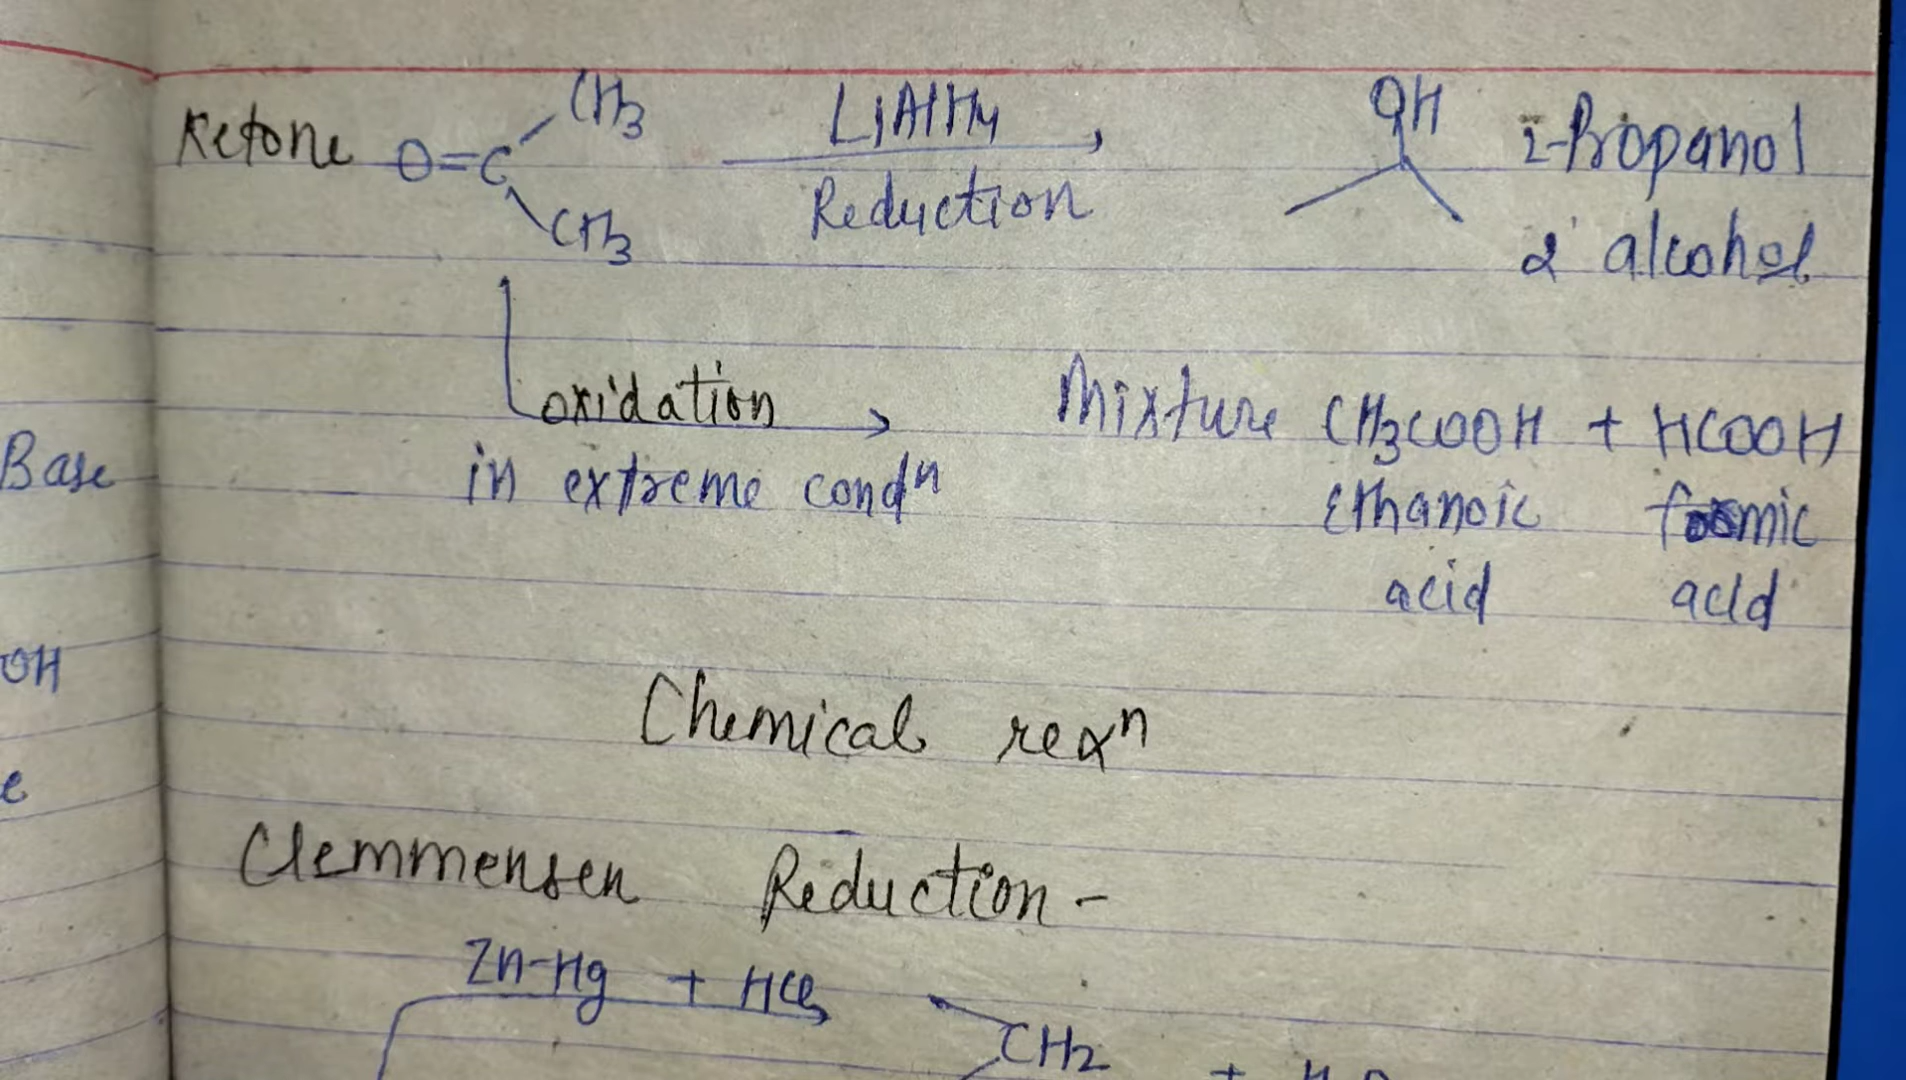 Ketone O=C CH3 CH3 LiAlH4 Reduction OH 2-Propanol
2° alcohol
oxidation Mixture CH3COOH + HCOOH
in extreme condⁿ Ethanoic formic
acid acid
Base
OH
Chemical rexⁿ
e
Clemmensen Reduction-
Zn-Hg + HCl
CH2 +